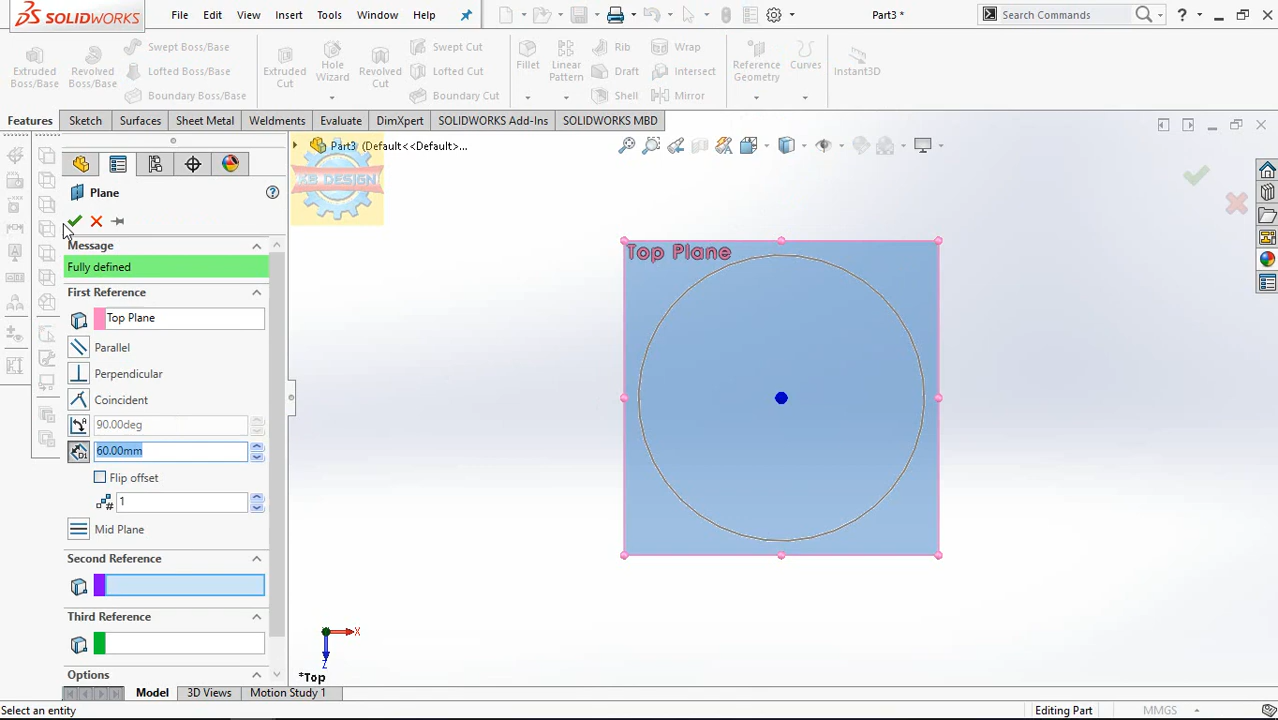 SOLIDWORKS
File Edit View Insert Tools Window Help
Part3 *
Search Commands
Extruded Boss/Base
Revolved Boss/Base
Swept Boss/Base
Lofted Boss/Base
Boundary Boss/Base
Extruded Cut
Hole Wizard
Revolved Cut
Swept Cut
Lofted Cut
Boundary Cut
Fillet
Linear Pattern
Rib
Draft
Shell
Wrap
Intersect
Mirror
Reference Geometry
Curves
Instant3D
Features Sketch Surfaces Sheet Metal Weldments Evaluate DimXpert SOLIDWORKS Add-Ins SOLIDWORKS MBD
Part3 (Default<<Default>...
KB DESIGN
Plane
Message
Fully defined
First Reference
Top Plane
Parallel
Perpendicular
Coincident
90.00deg
60.00mm
Flip offset
1
Mid Plane
Second Reference
Third Reference
Options
Top Plane
X
Z
*Top
Model 3D Views Motion Study 1
Select an entity
Editing Part
MMGS